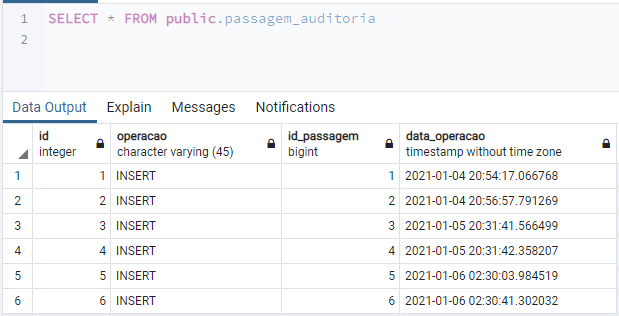 1 SELECT * FROM public.passagem_auditoria
2
Data Output Explain Messages Notifications
id operacao id_passagem data_operacao
integer character varying (45) bigint timestamp without time zone
1 1 INSERT 1 2021-01-04 20:54:17.066768
2 2 INSERT 2 2021-01-04 20:56:57.791269
3 3 INSERT 3 2021-01-05 20:31:41.566499
4 4 INSERT 4 2021-01-05 20:31:42.358207
5 5 INSERT 5 2021-01-06 02:30:03.984519
6 6 INSERT 6 2021-01-06 02:30:41.302032